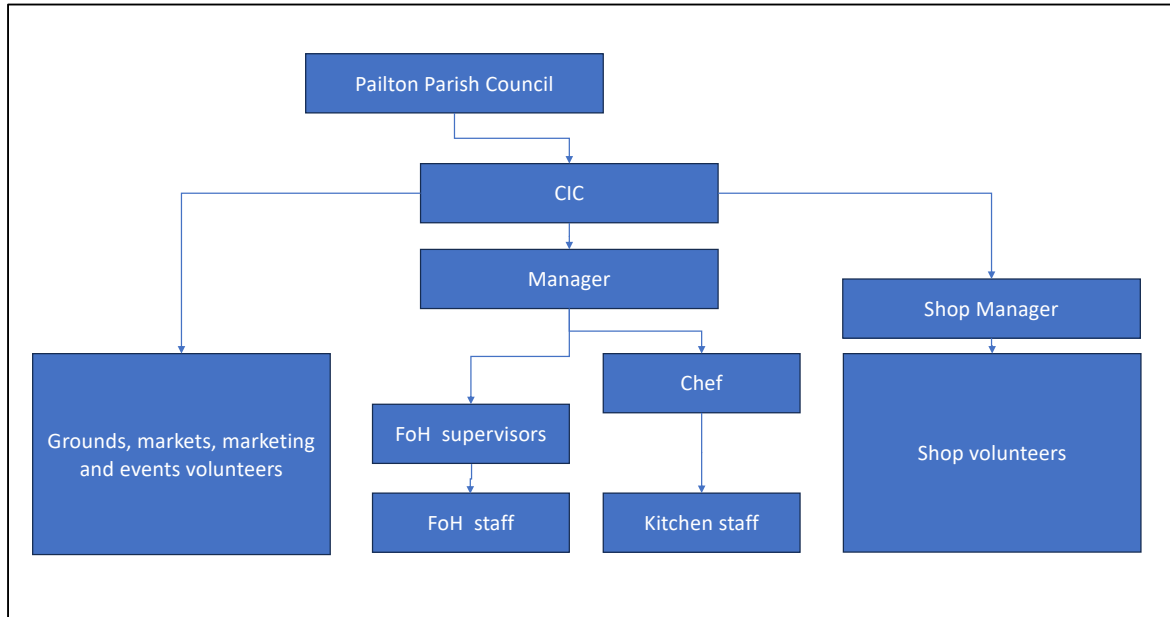 Pailton Parish Council
CIC
Manager
Shop Manager
Grounds, markets, marketing
and events volunteers
FoH supervisors
Chef
Shop volunteers
FoH staff
Kitchen staff